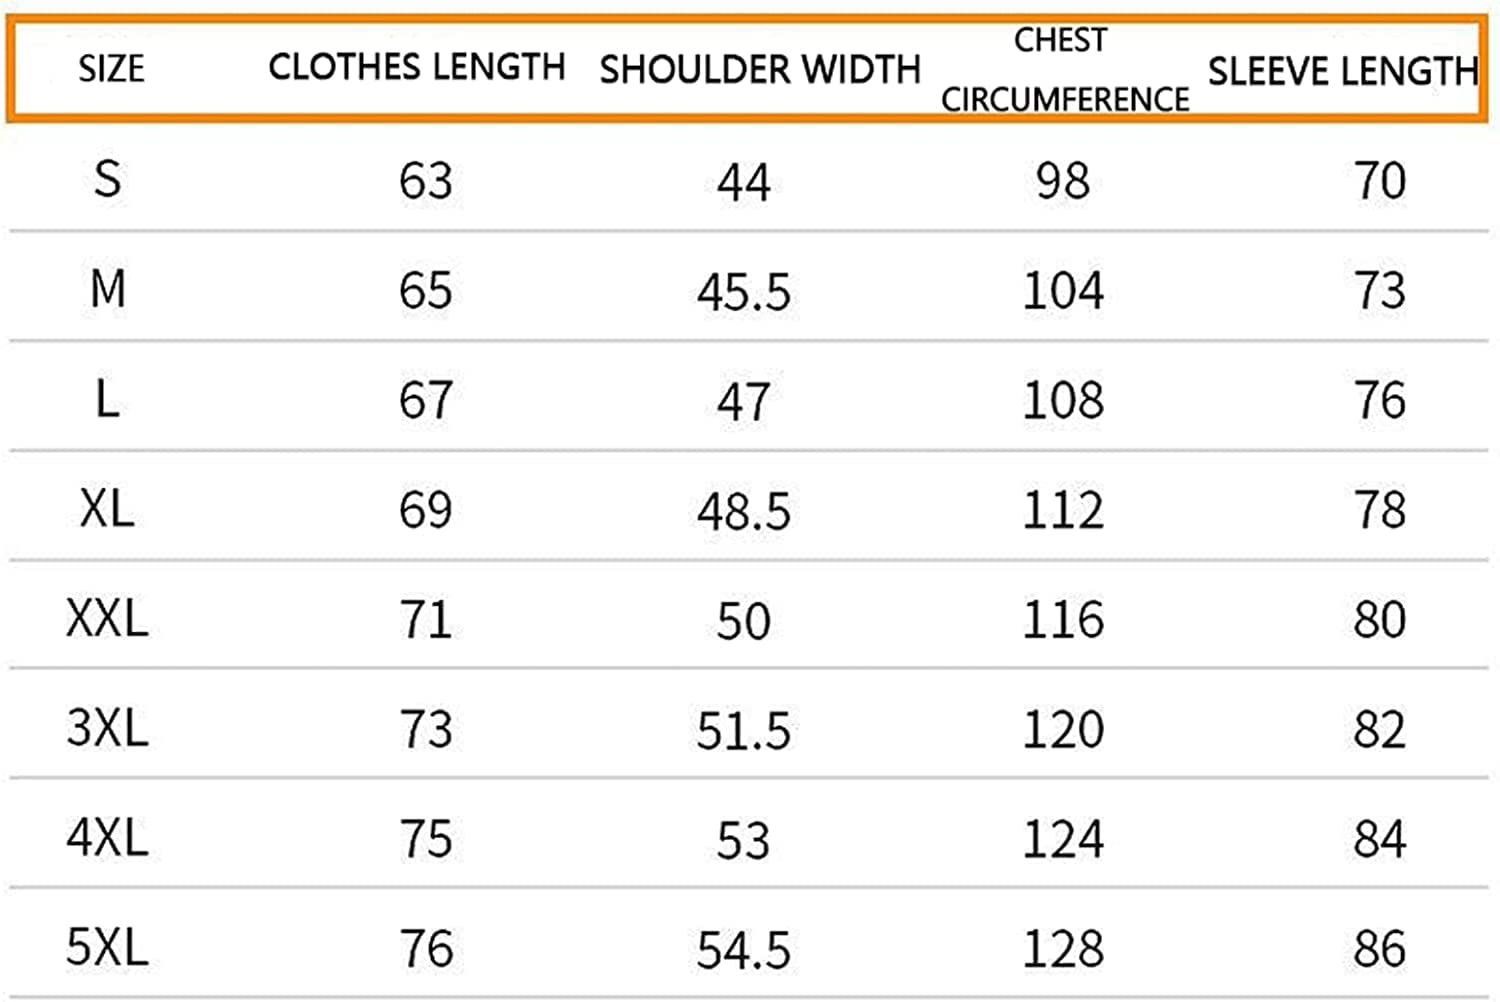 SIZE CLOTHES LENGTH SHOULDER WIDTH CHEST CIRCUMFERENCE SLEEVE LENGTH
S 63 44 98 70
M 65 45.5 104 73
L 67 47 108 76
XL 69 48.5 112 78
XXL 71 50 116 80
3XL 73 51.5 120 82
4XL 75 53 124 84
5XL 76 54.5 128 86